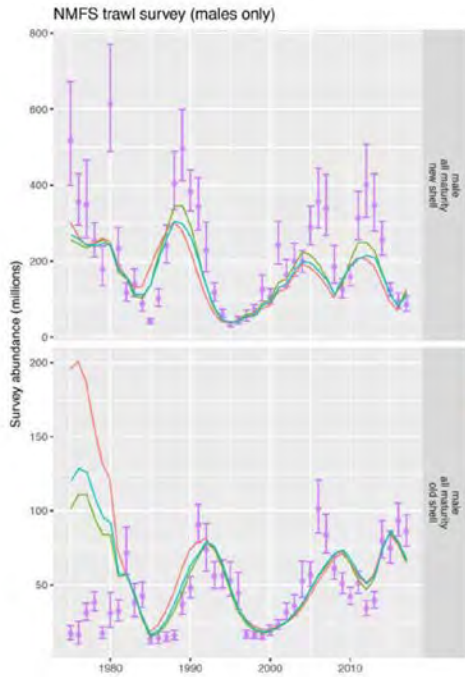 NMFS trawl survey (males only)
Survey abundance (millions)
800
600
400
200
0
male
all maturity
new shell
200
150
100
50
male
all maturity
old shell
1980
1990
2000
2010